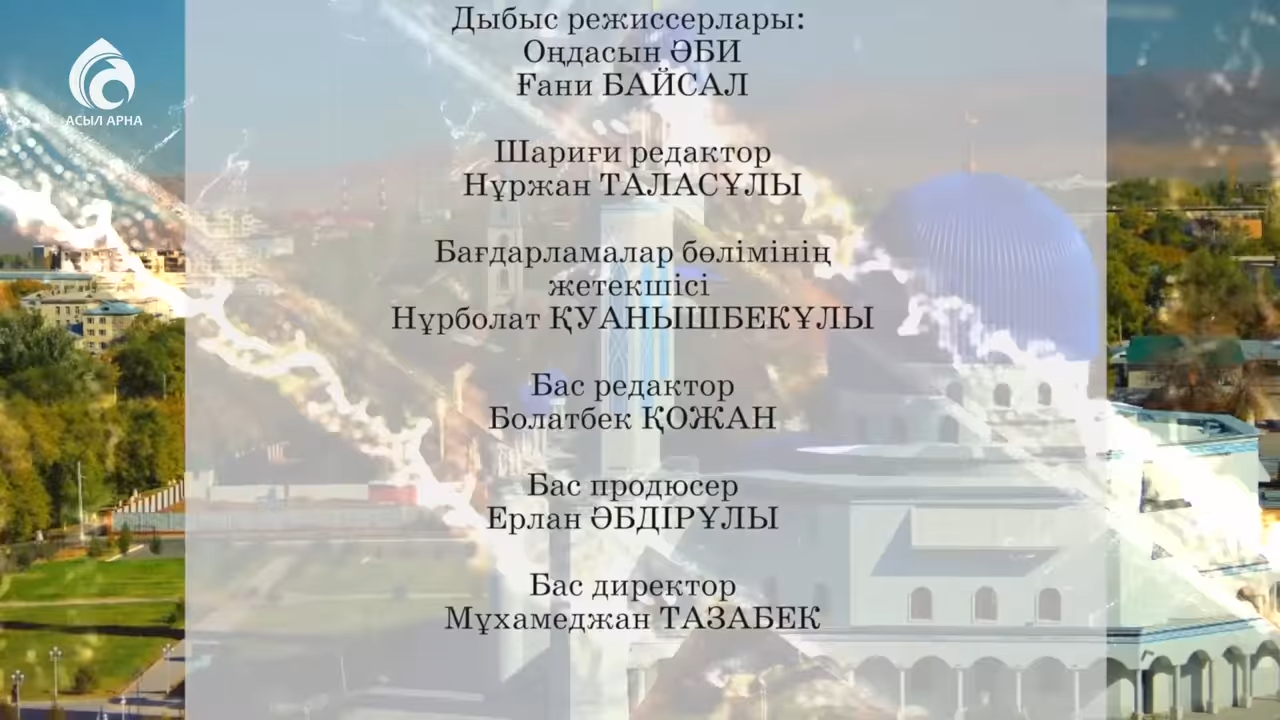 АСЫЛ АРНА
Дыбыс режиссерлары:
Оңдасын ӘБИ
Ғани БАЙСАЛ
Шариғи редактор
Нұржан ТАЛАСҰЛЫ
Бағдарламалар бөлімінің
жетекшісі
Нұрболат ҚУАНЫШБЕКҰЛЫ
Бас редактор
Болатбек ҚОЖАН
Бас продюсер
Ерлан ӘБДІРҰЛЫ
Бас директор
Мұхамеджан ТАЗАБЕК